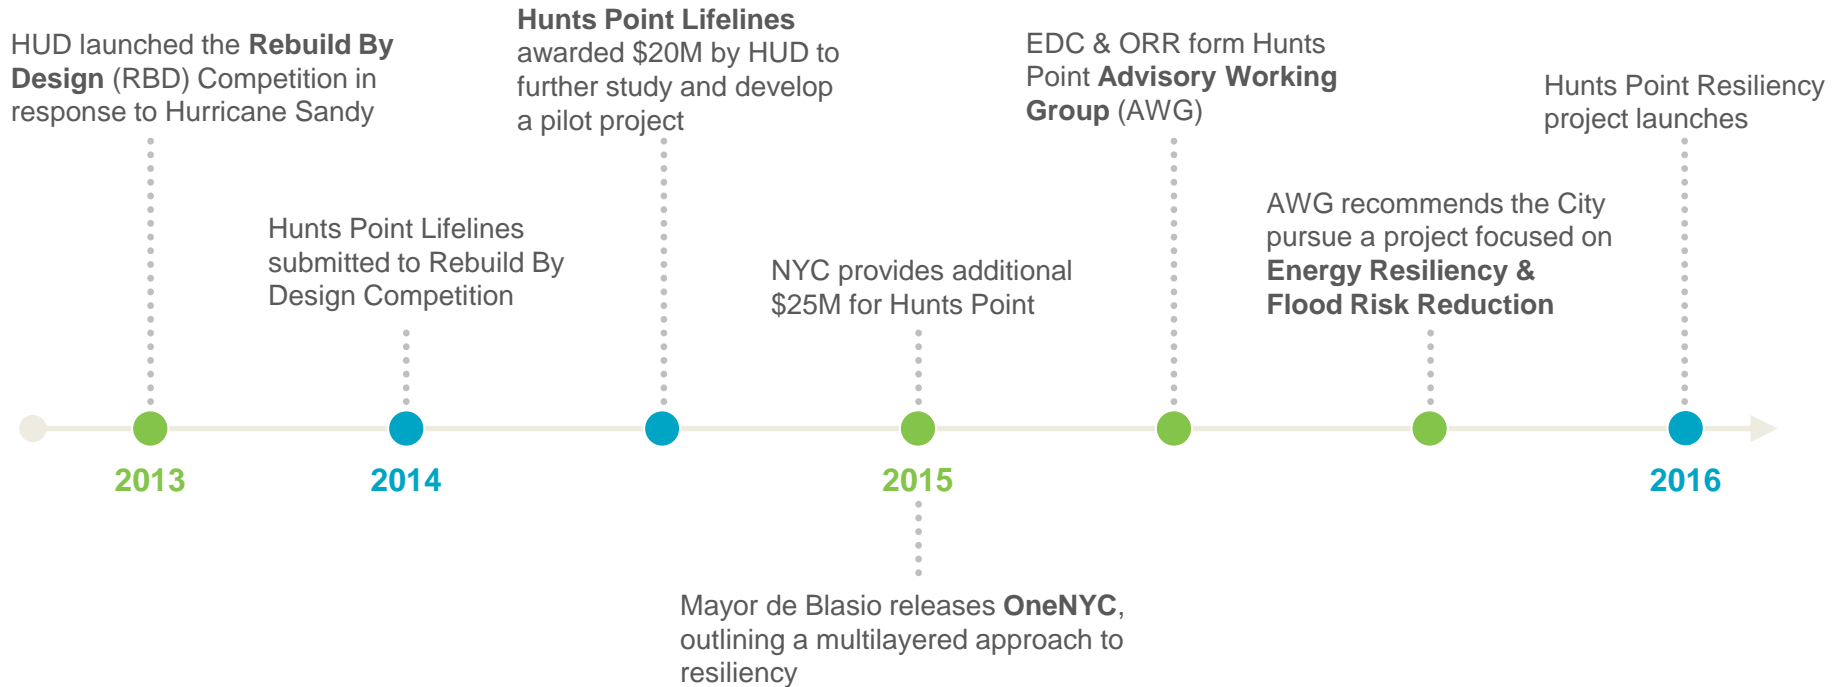 HUD launched the Rebuild By
Design (RBD) Competition in
response to Hurricane Sandy
Hunts Point Lifelines
submitted to Rebuild By
Design Competition
Hunts Point Lifelines
awarded $20M by HUD to
further study and develop
a pilot project
NYC provides additional
$25M for Hunts Point
EDC & ORR form Hunts
Point Advisory Working
Group (AWG)
AWG recommends the City
pursue a project focused on
Energy Resiliency &
Flood Risk Reduction
Hunts Point Resiliency
project launches
2013
2014
2015
2016
Mayor de Blasio releases OneNYC,
outlining a multilayered approach to
resiliency